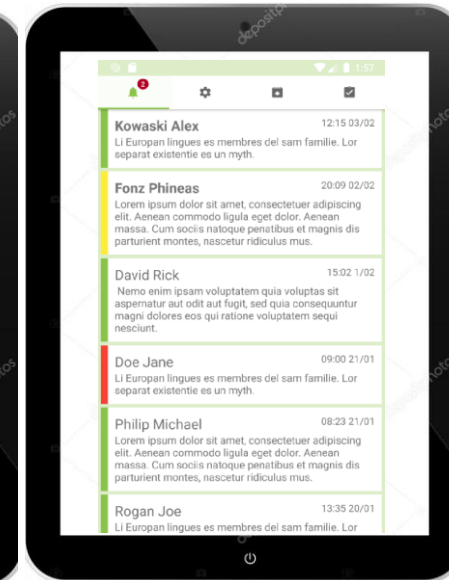 depositphotos
1:57
2
Kowaski Alex
12:15 03/02
Li Europan lingues es membres del sam familie. Lor
separat existentie es un myth.
Fonz Phineas
20:09 02/02
Lorem ipsum dolor sit amet, consectetuer adipiscing
elit. Aenean commodo ligula eget dolor. Aenean
massa. Cum sociis natoque penatibus et magnis dis
parturient montes, nascetur ridiculus mus.
David Rick
15:02 1/02
Nemo enim ipsam voluptatem quia voluptas sit
aspernatur aut odit aut fugit, sed quia consequuntur
magni dolores eos qui ratione voluptatem sequi
nesciunt.
Doe Jane
09:00 21/01
Li Europan lingues es membres del sam familie. Lor
separat existentie es un myth.
Philip Michael
08:23 21/01
Lorem ipsum dolor sit amet, consectetuer adipiscing
elit. Aenean commodo ligula eget dolor. Aenean
massa. Cum sociis natoque penatibus et magnis dis
parturient montes, nascetur ridiculus mus.
Rogan Joe
13:35 20/01
Li Europan lingues es membres del sam familie. Lor